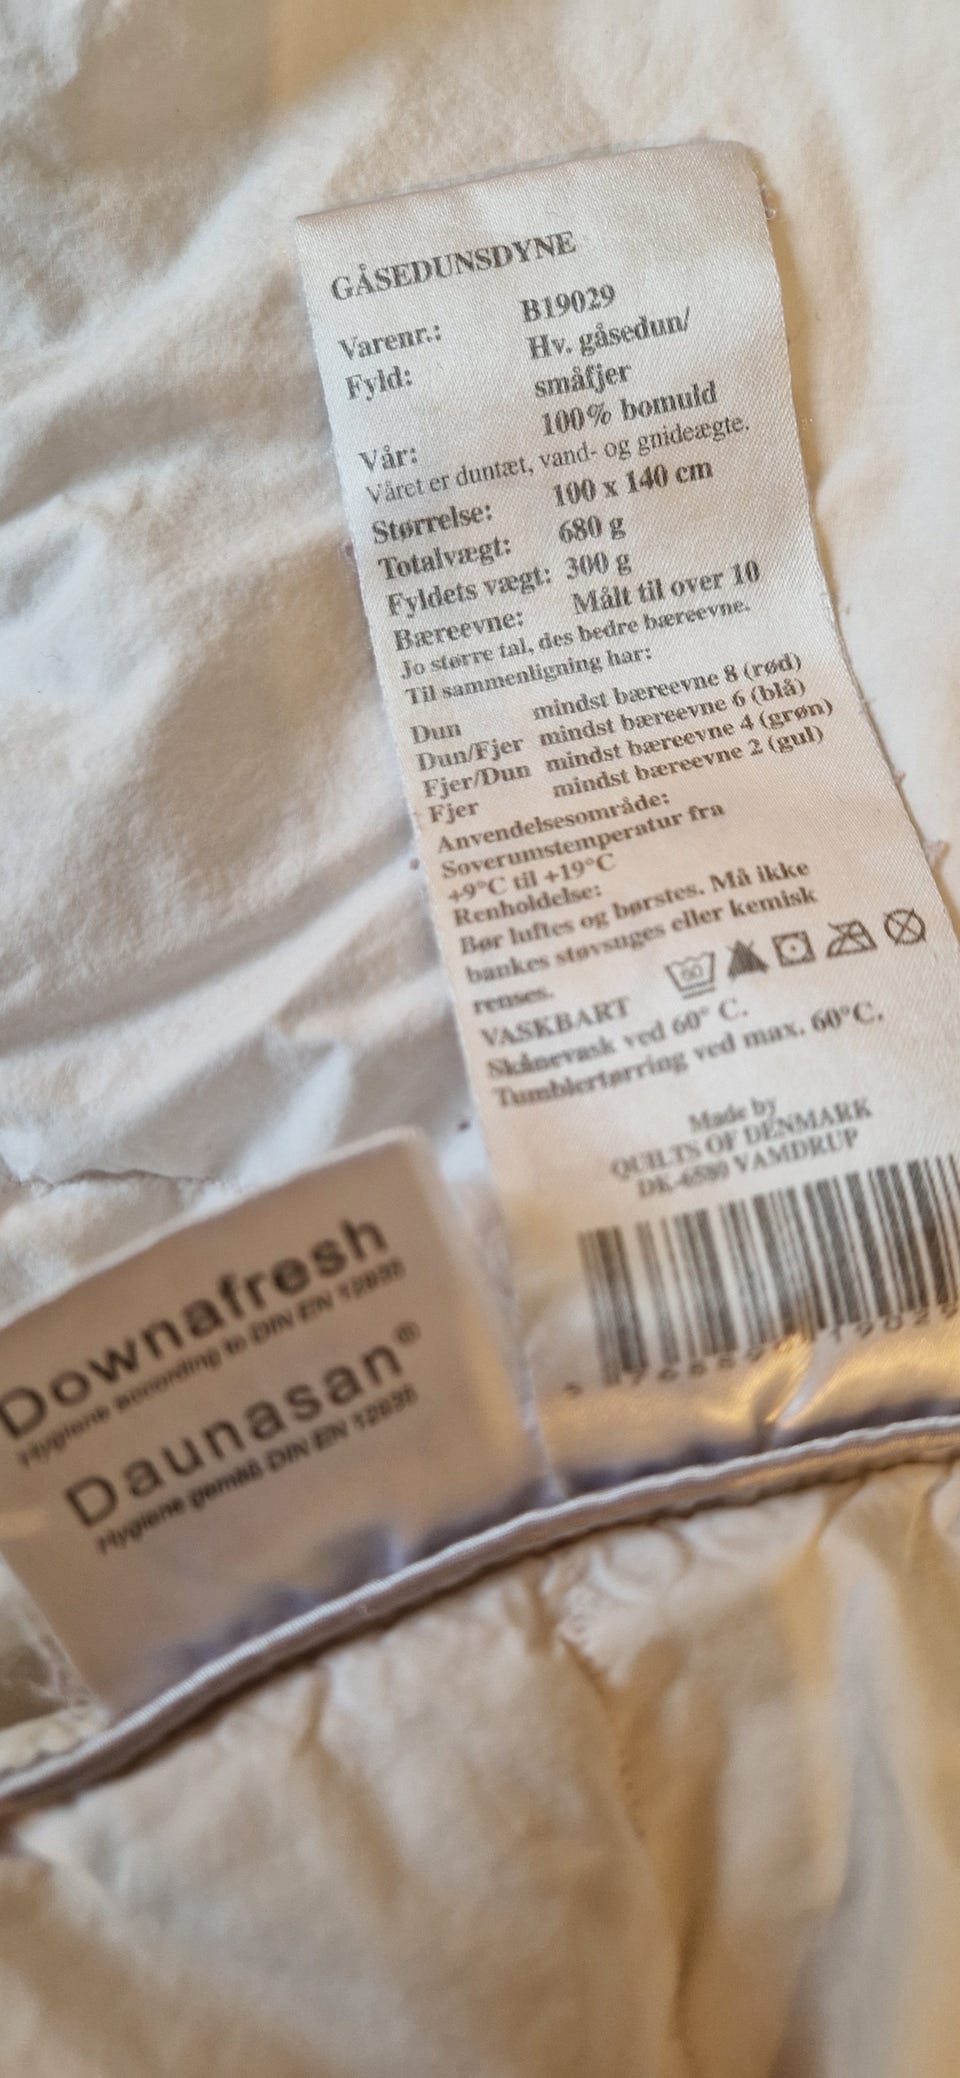 GÅSEDUNSDYNE
Varenr.: B19029
Fyld: Hv. gåsedun/
småfjer
Vår: 100% bomuld
Våret er duntæt, vand- og gnideægte.
Størrelse: 100 x 140 cm
Totalvægt: 680 g
Fyldets vægt: 300 g
Bæreevne: Målt til over 10
Jo større tal, des bedre bæreevne.
Til sammenligning har:
Dun mindst bæreevne 8 (rød)
Dun/Fjer mindst bæreevne 6 (blå)
Fjer/Dun mindst bæreevne 4 (grøn)
Fjer mindst bæreevne 2 (gul)
Anvendelsesområde:
Soverumstemperatur fra
+9°C til +19°C
Renholdelse:
Bør luftes og børstes. Må ikke
bankes støvsuges eller kemisk
renses.
60
VASKBART
Skånevask ved 60° C.
Tumblertørring ved max. 60°C.
Made by
QUILTS OF DENMARK
DK-6580 VAMDRUP
Downafresh
Hygiene according to DIN EN 12935
Daunasan®
Hygiene gemäß DIN EN 12935